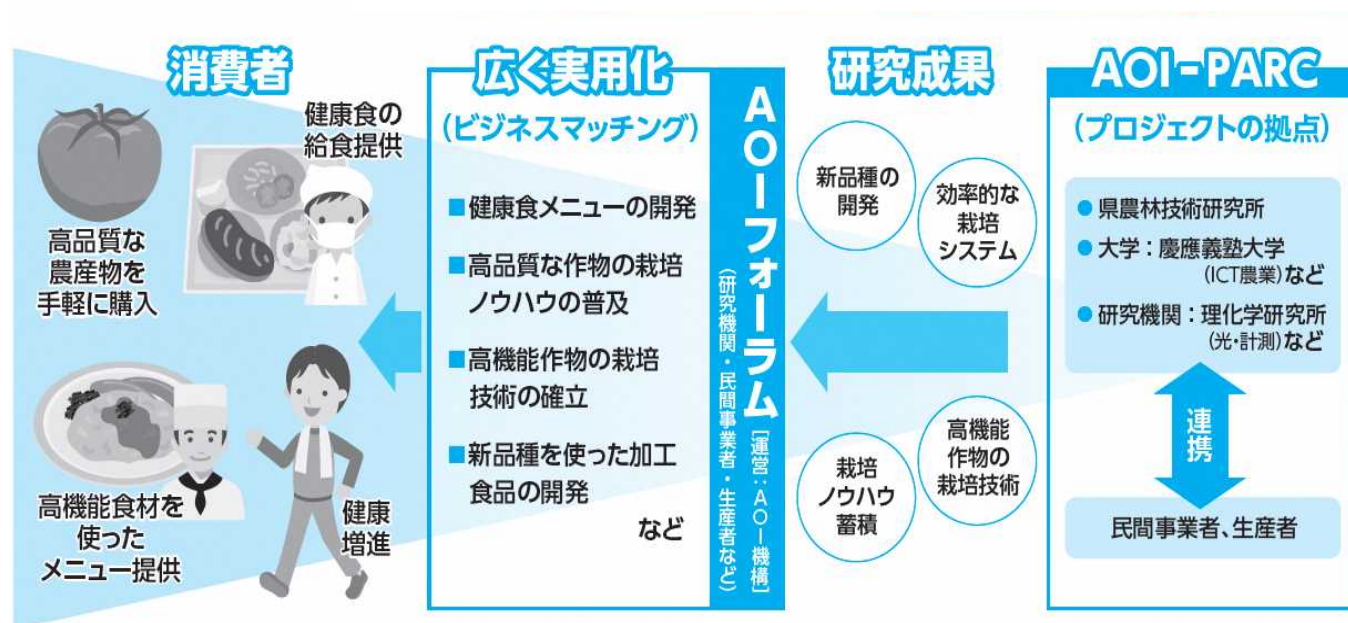 消費者
健康食の
給食提供
高品質な
農産物を
手軽に購入
高機能食材を
使った
メニュー提供
健康
増進
広く実用化
(ビジネスマッチング)
■健康食メニューの開発
■高品質な作物の栽培
ノウハウの普及
■高機能作物の栽培
技術の確立
■新品種を使った加工
食品の開発
など
AOIフォーラム[運営:AOI機構]
(研究機関・民間事業者・生産者など)
研究成果
新品種の
開発
効率的な
栽培
システム
栽培
ノウハウ
蓄積
高機能
作物の
栽培技術
AOI-PARC
(プロジェクトの拠点)
●県農林技術研究所
●大学:慶應義塾大学
(ICT農業)など
●研究機関:理化学研究所
(光・計測)など
連携
民間事業者、生産者